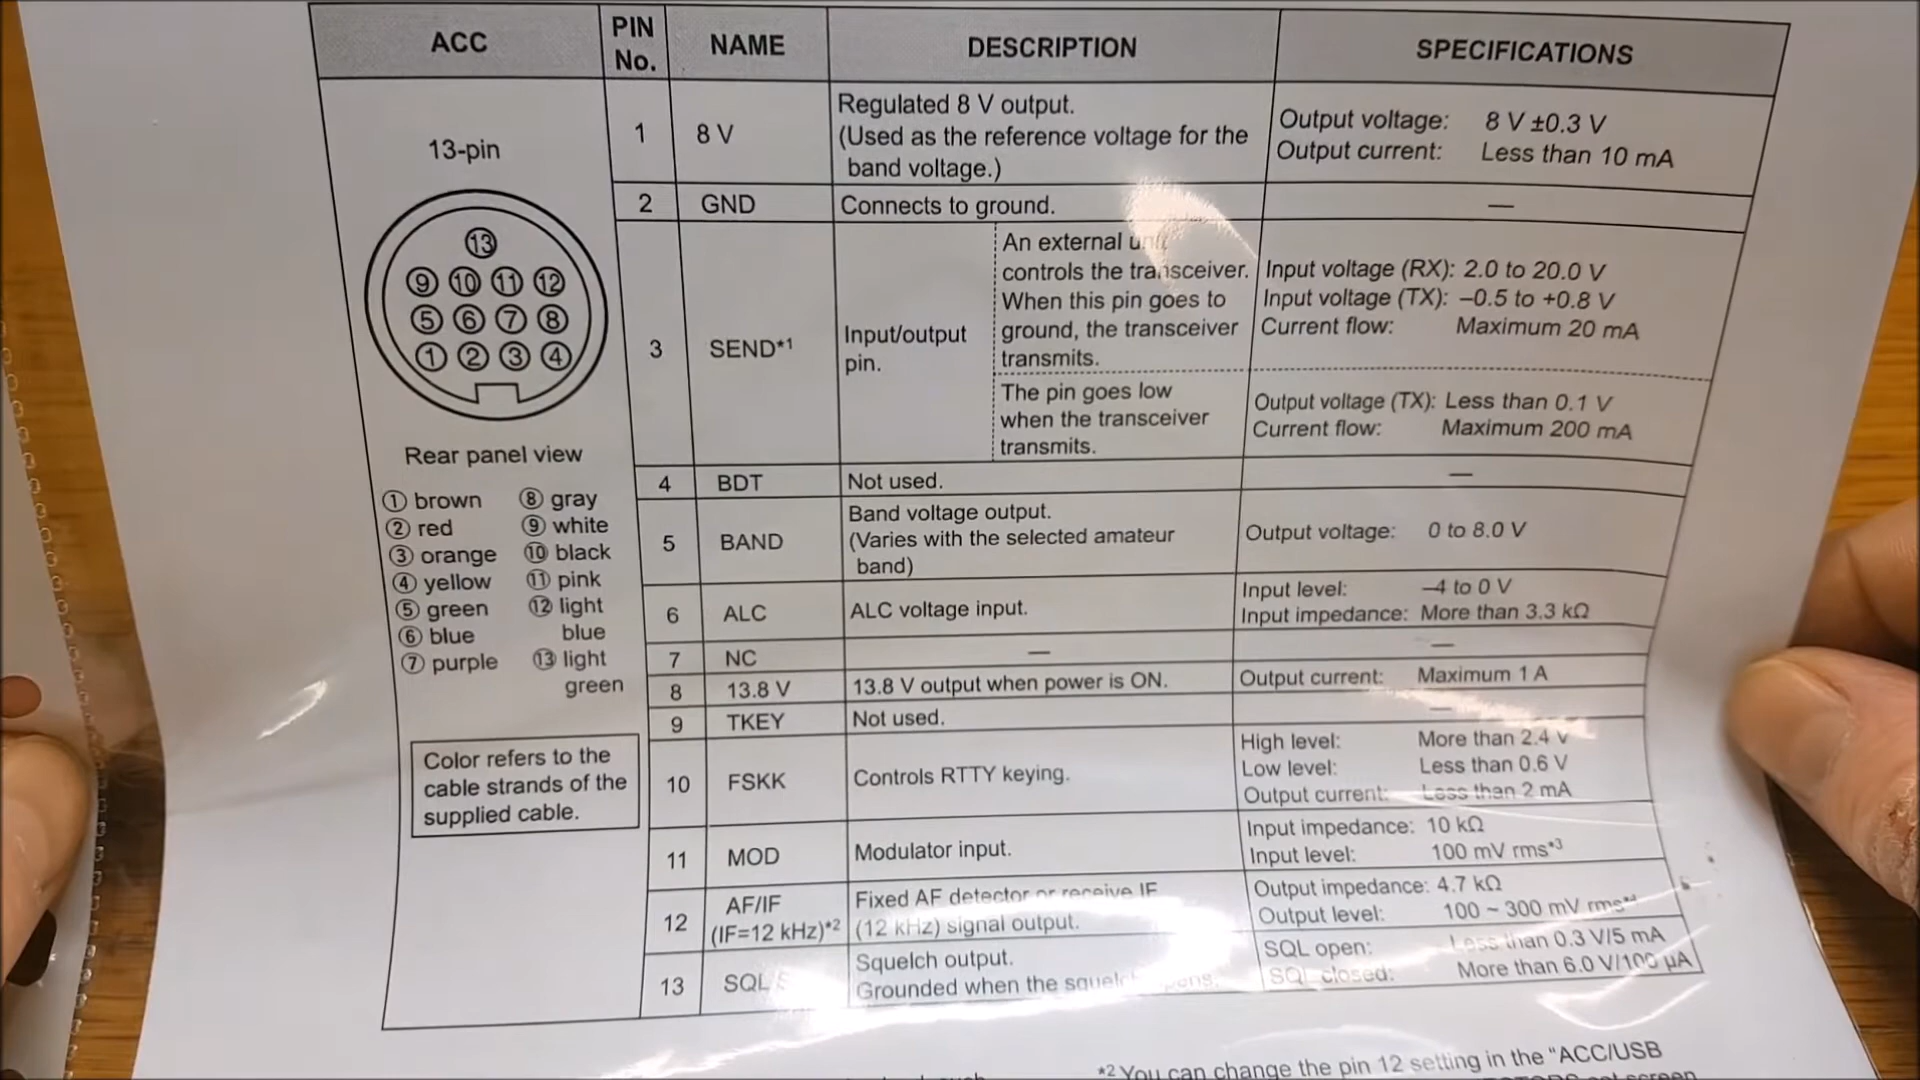 ACC
PIN No.
NAME
DESCRIPTION
SPECIFICATIONS
13-pin
⑬
⑨ ⑩ ⑪ ⑫
⑤ ⑥ ⑦ ⑧
① ② ③ ④
Rear panel view
① brown
② red
③ orange
④ yellow
⑤ green
⑥ blue
⑦ purple
⑧ gray
⑨ white
⑩ black
⑪ pink
⑫ light
blue
⑬ light
green
Color refers to the
cable strands of the
supplied cable.
1
8 V
Regulated 8 V output.
(Used as the reference voltage for the
band voltage.)
Output voltage: 8 V ±0.3 V
Output current: Less than 10 mA
2
GND
Connects to ground.
—
3
SEND*1
Input/output
pin.
An external unit
controls the transceiver.
When this pin goes to
ground, the transceiver
transmits.
Input voltage (RX): 2.0 to 20.0 V
Input voltage (TX): –0.5 to +0.8 V
Current flow: Maximum 20 mA
The pin goes low
when the transceiver
transmits.
Output voltage (TX): Less than 0.1 V
Current flow: Maximum 200 mA
4
BDT
Not used.
—
5
BAND
Band voltage output.
(Varies with the selected amateur
band)
Output voltage: 0 to 8.0 V
6
ALC
ALC voltage input.
Input level: –4 to 0 V
Input impedance: More than 3.3 kΩ
7
NC
—
—
8
13.8 V
13.8 V output when power is ON.
Output current: Maximum 1 A
9
TKEY
Not used.
—
10
FSKK
Controls RTTY keying.
High level: More than 2.4 V
Low level: Less than 0.6 V
Output current: Less than 2 mA
11
MOD
Modulator input.
Input impedance: 10 kΩ
Input level: 100 mV rms*3
12
AF/IF
(IF=12 kHz)*2
Fixed AF detector or receive IF
(12 kHz) signal output.
Output impedance: 4.7 kΩ
Output level: 100 ~ 300 mV rms*4
13
SQL
Squelch output.
Grounded when the squelch
SQL open: Less than 0.3 V/5 mA
SQL closed: More than 6.0 V/100 µA
*2 You can change the pin 12 setting in the "ACC/USB
screen